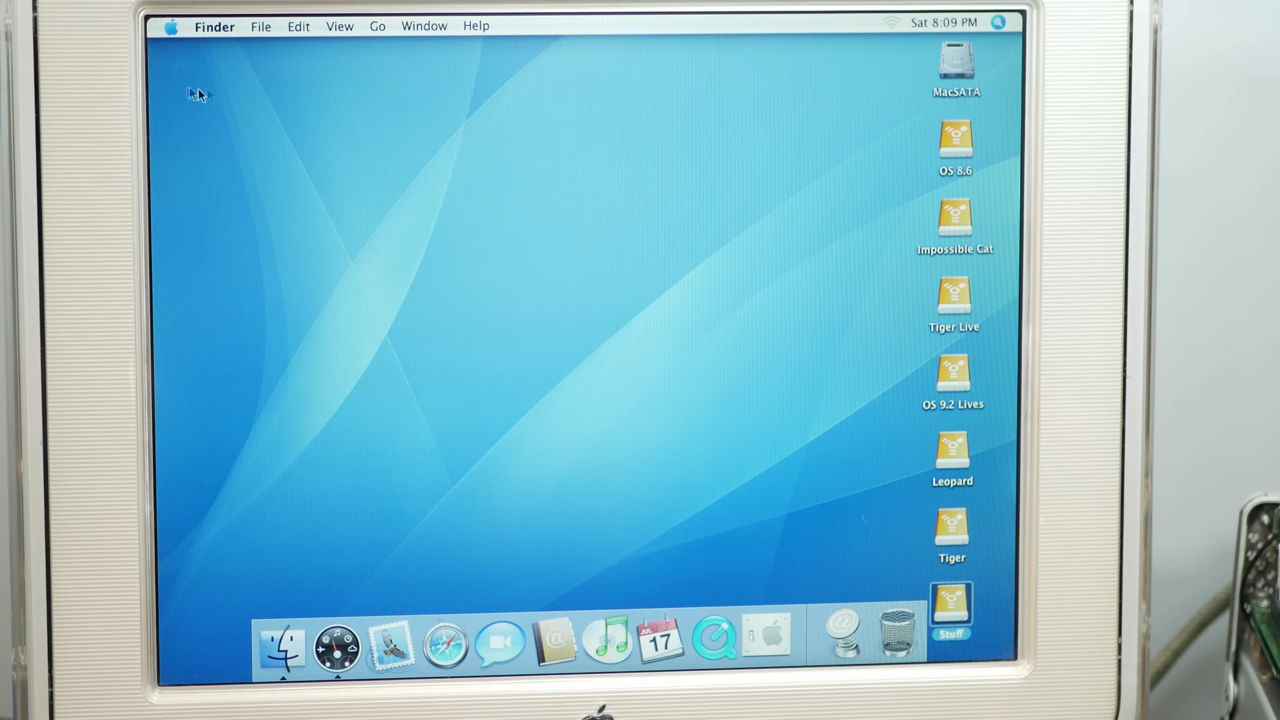 Finder File Edit View Go Window Help Sat 8:09 PM
MacSATA
OS 8.6
Impossible Cat
Tiger Live
OS 9.2 Lives
Leopard
Tiger
Stuff
JUL
17